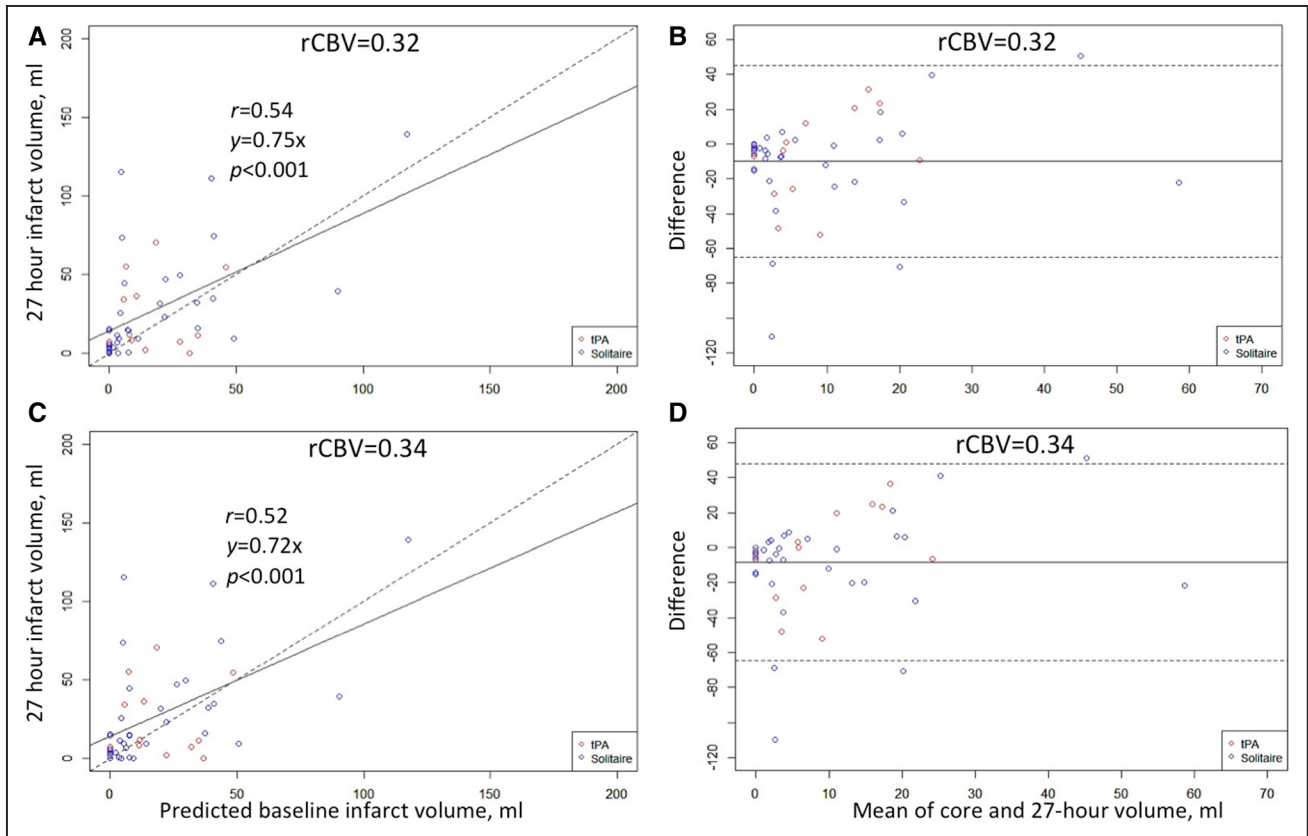 A
rCBV=0.32
r=0.54
y=0.75x
p<0.001
27 hour infarct volume, ml
200
150
100
50
0
0 50 100 150 200
tPA
Solitaire
B
rCBV=0.32
Difference
60
40
20
0
-20
-40
-60
-80
-120
0 10 20 30 40 50 60 70
tPA
Solitaire
C
rCBV=0.34
r=0.52
y=0.72x
p<0.001
27 hour infarct volume, ml
200
150
100
50
0
0 50 100 150 200
Predicted baseline infarct volume, ml
tPA
Solitaire
D
rCBV=0.34
Difference
60
40
20
0
-20
-40
-60
-80
-120
0 10 20 30 40 50 60 70
Mean of core and 27-hour volume, ml
tPA
Solitaire